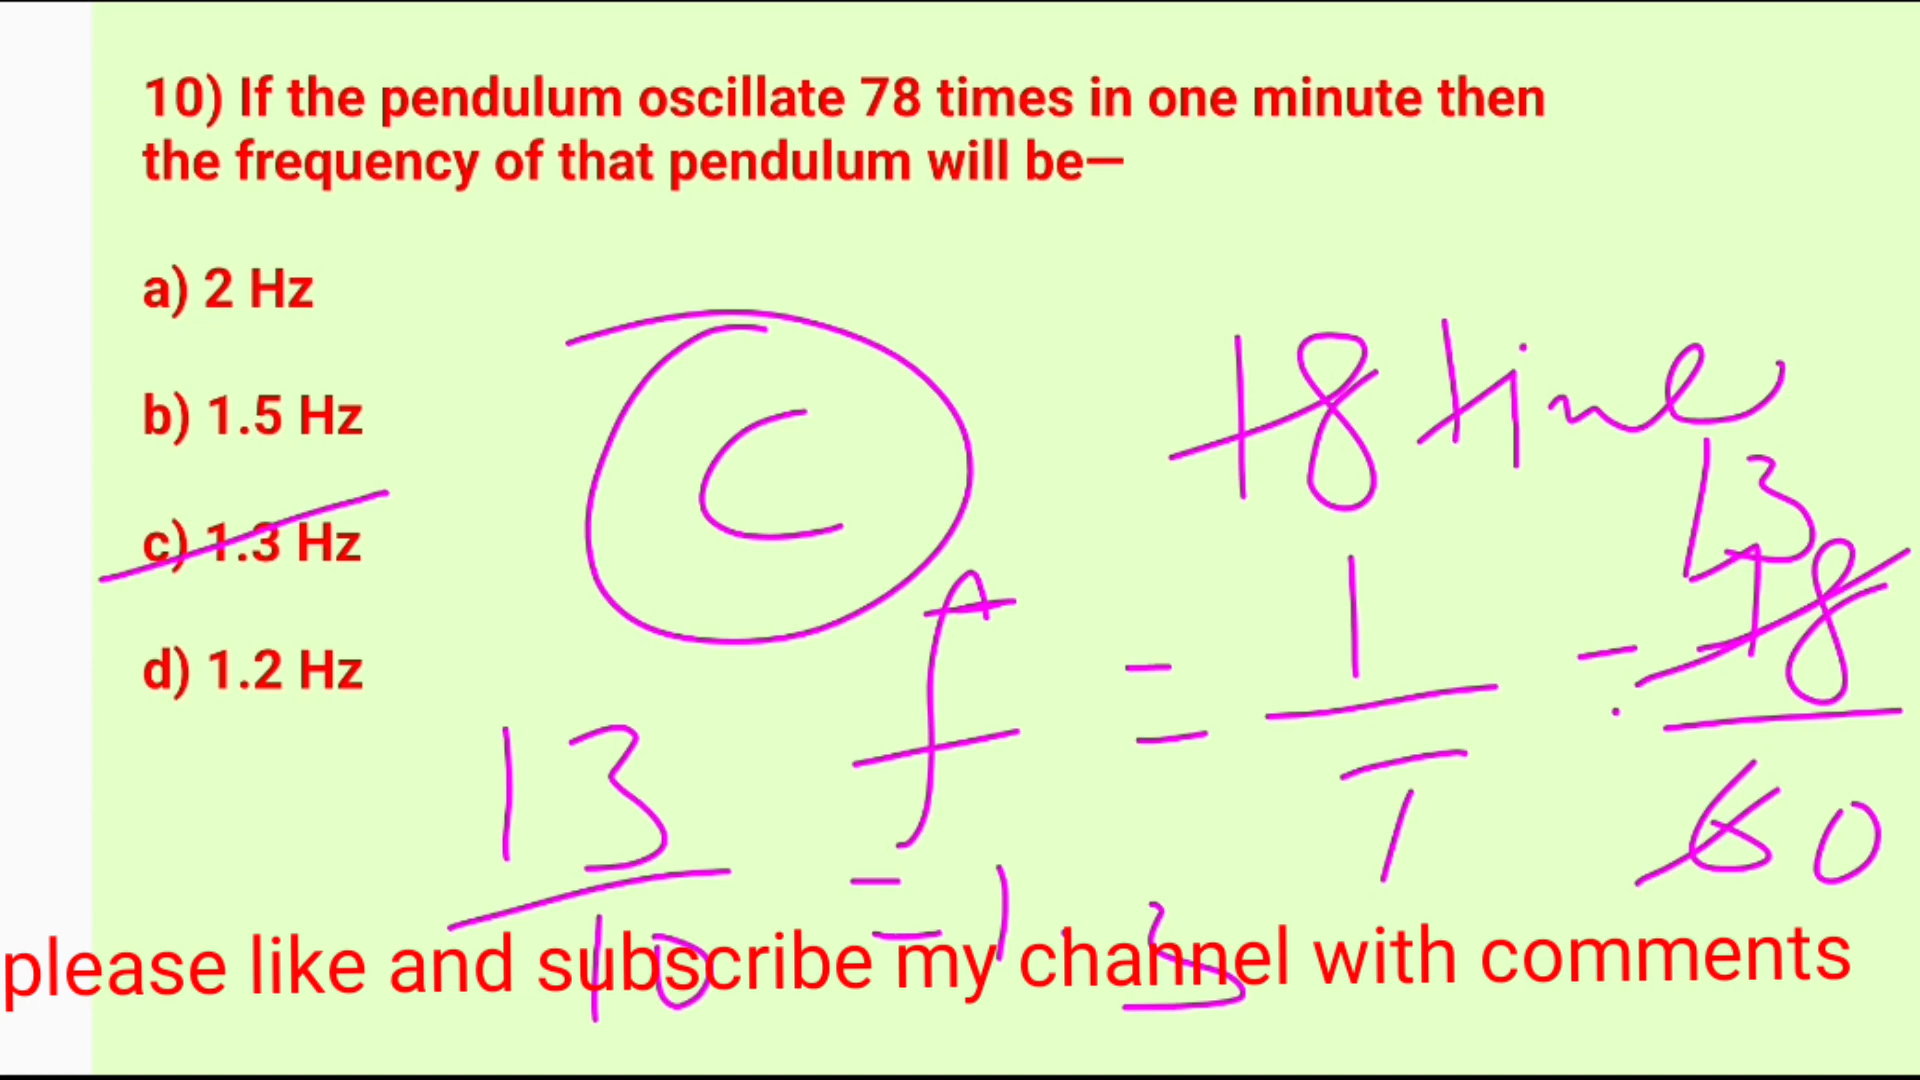 10) If the pendulum oscillate 78 times in one minute then
the frequency of that pendulum will be—
a) 2 Hz
b) 1.5 Hz
c) 1.3 Hz
d) 1.2 Hz
C
78 time
13
f = 1/T = 78/60
13/10 = 1.3
please like and subscribe my channel with comments